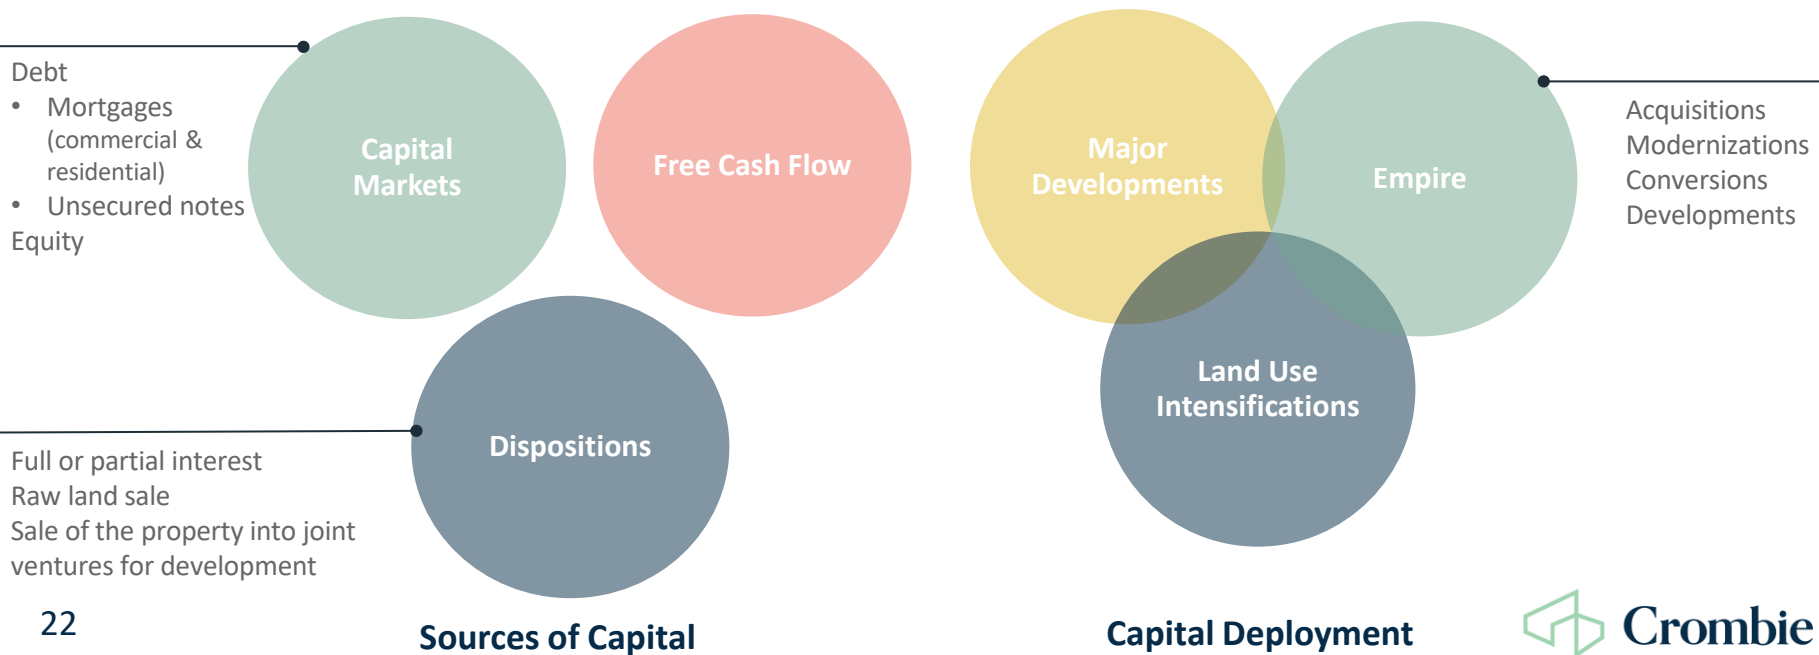 Debt
• Mortgages
(commercial &
residential)
• Unsecured notes
Equity
Capital
Markets
Free Cash Flow
Dispositions
Full or partial interest
Raw land sale
Sale of the property into joint
ventures for development
Sources of Capital
Major
Developments
Empire
Land Use
Intensifications
Acquisitions
Modernizations
Conversions
Developments
Capital Deployment
22
Crombie